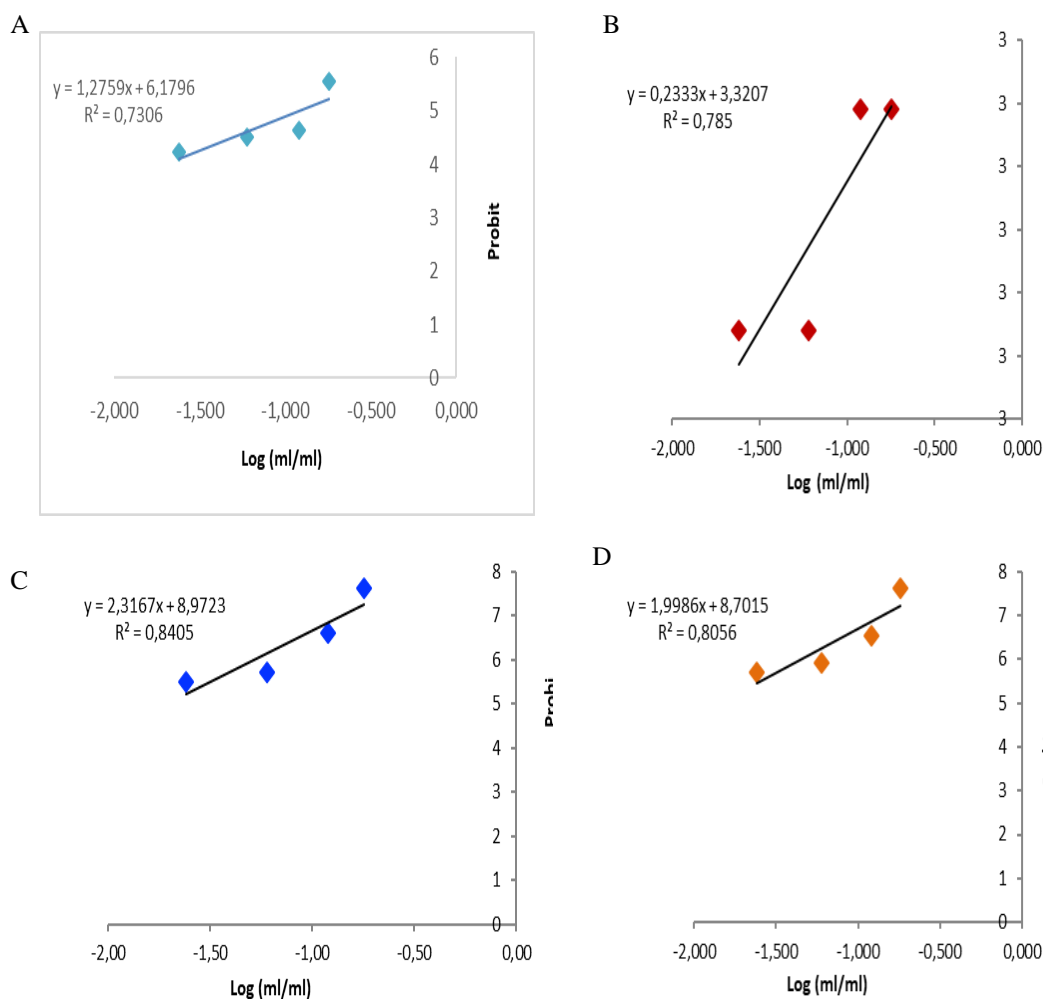 A
y = 1,2759x + 6,1796
R² = 0,7306
6
5
4
3
2
1
0
Probit
-2,000 -1,500 -1,000 -0,500 0,000
Log (ml/ml)
B
y = 0,2333x + 3,3207
R² = 0,785
3
3
3
3
3
3
3
-2,000 -1,500 -1,000 -0,500 0,000
Log (ml/ml)
C
y = 2,3167x + 8,9723
R² = 0,8405
8
7
6
5
4
3
2
1
0
Probi
-2,00 -1,50 -1,00 -0,50 0,00
Log (ml/ml)
D
y = 1,9986x + 8,7015
R² = 0,8056
8
7
6
5
4
3
2
1
0
-2,000 -1,500 -1,000 -0,500 0,000
Log (ml/ml)